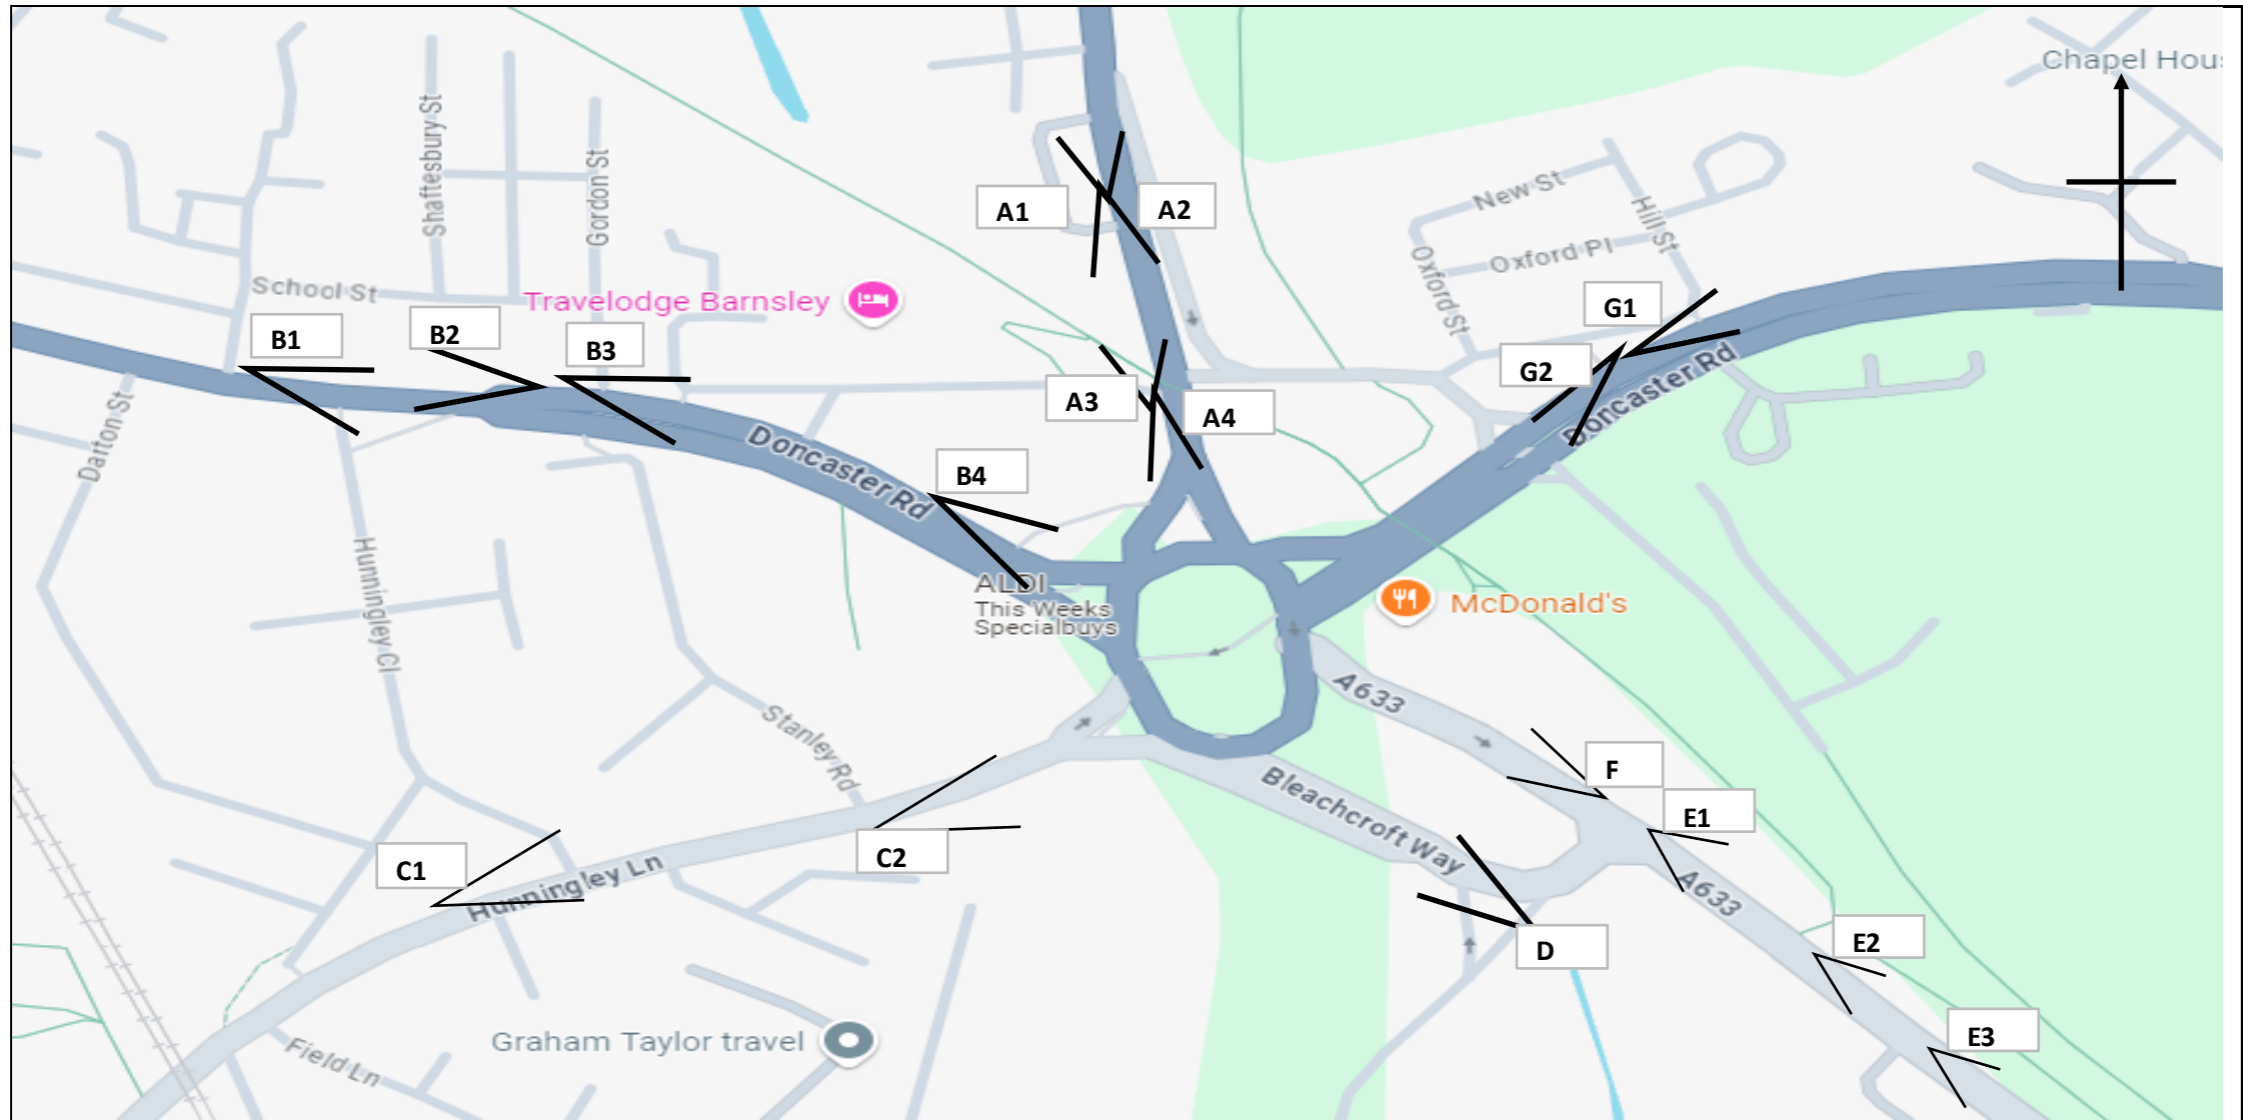 Chapel Hou
Shaftesbury St
Gordon St
New St
A1
A2
Hill St
Oxford Pl
Oxford St
School St
Travelodge Barnsley
G1
B1
B2
B3
G2
Doncaster Rd
A3
A4
Darton St
Doncaster Rd
B4
ALDI
This Weeks
Specialbuys
McDonald's
Hunningley Cl
A633
Stanley Rd
F
Bleachcroft Way
E1
C1
C2
Hunningley Ln
A633
D
E2
Graham Taylor travel
E3
Field Ln